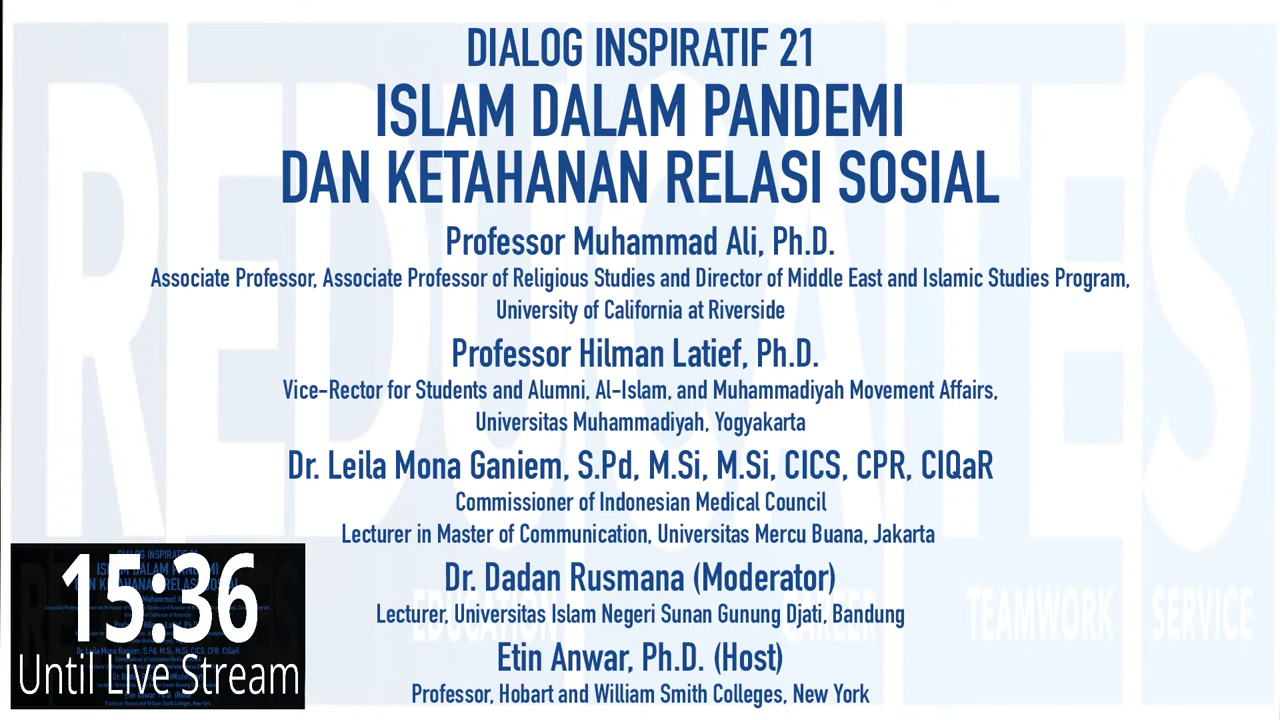 DIALOG INSPIRATIF 21
ISLAM DALAM PANDEMI
DAN KETAHANAN RELASI SOSIAL
Professor Muhammad Ali, Ph.D.
Associate Professor, Associate Professor of Religious Studies and Director of Middle East and Islamic Studies Program,
University of California at Riverside
Professor Hilman Latief, Ph.D.
Vice-Rector for Students and Alumni, Al-Islam, and Muhammadiyah Movement Affairs,
Universitas Muhammadiyah, Yogyakarta
Dr. Leila Mona Ganiem, S.Pd, M.Si, M.Si, CICS, CPR, CIQaR
Commissioner of Indonesian Medical Council
Lecturer in Master of Communication, Universitas Mercu Buana, Jakarta
Dr. Dadan Rusmana (Moderator)
Lecturer, Universitas Islam Negeri Sunan Gunung Djati, Bandung
Etin Anwar, Ph.D. (Host)
Professor, Hobart and William Smith Colleges, New York
REDUCATES
EDUCATION CAREER TEAMWORK SERVICE
15:36
Until Live Stream